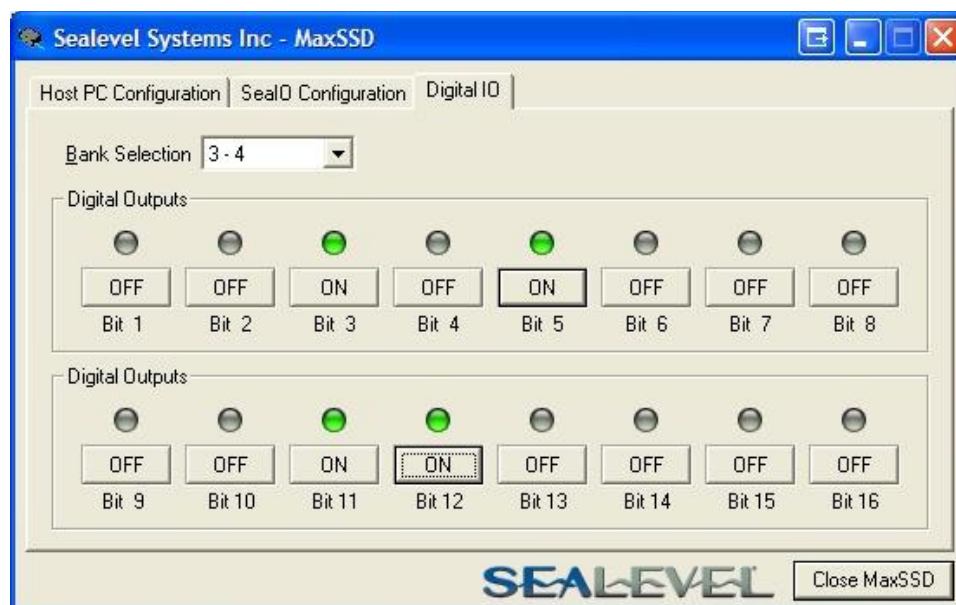 Sealevel Systems Inc - MaxSSD
Host PC Configuration SeaIO Configuration Digital IO
Bank Selection 3 - 4
Digital Outputs
OFF OFF ON OFF ON OFF OFF OFF
Bit 1 Bit 2 Bit 3 Bit 4 Bit 5 Bit 6 Bit 7 Bit 8
Digital Outputs
OFF OFF ON ON OFF OFF OFF OFF
Bit 9 Bit 10 Bit 11 Bit 12 Bit 13 Bit 14 Bit 15 Bit 16
SEALEVEL Close MaxSSD